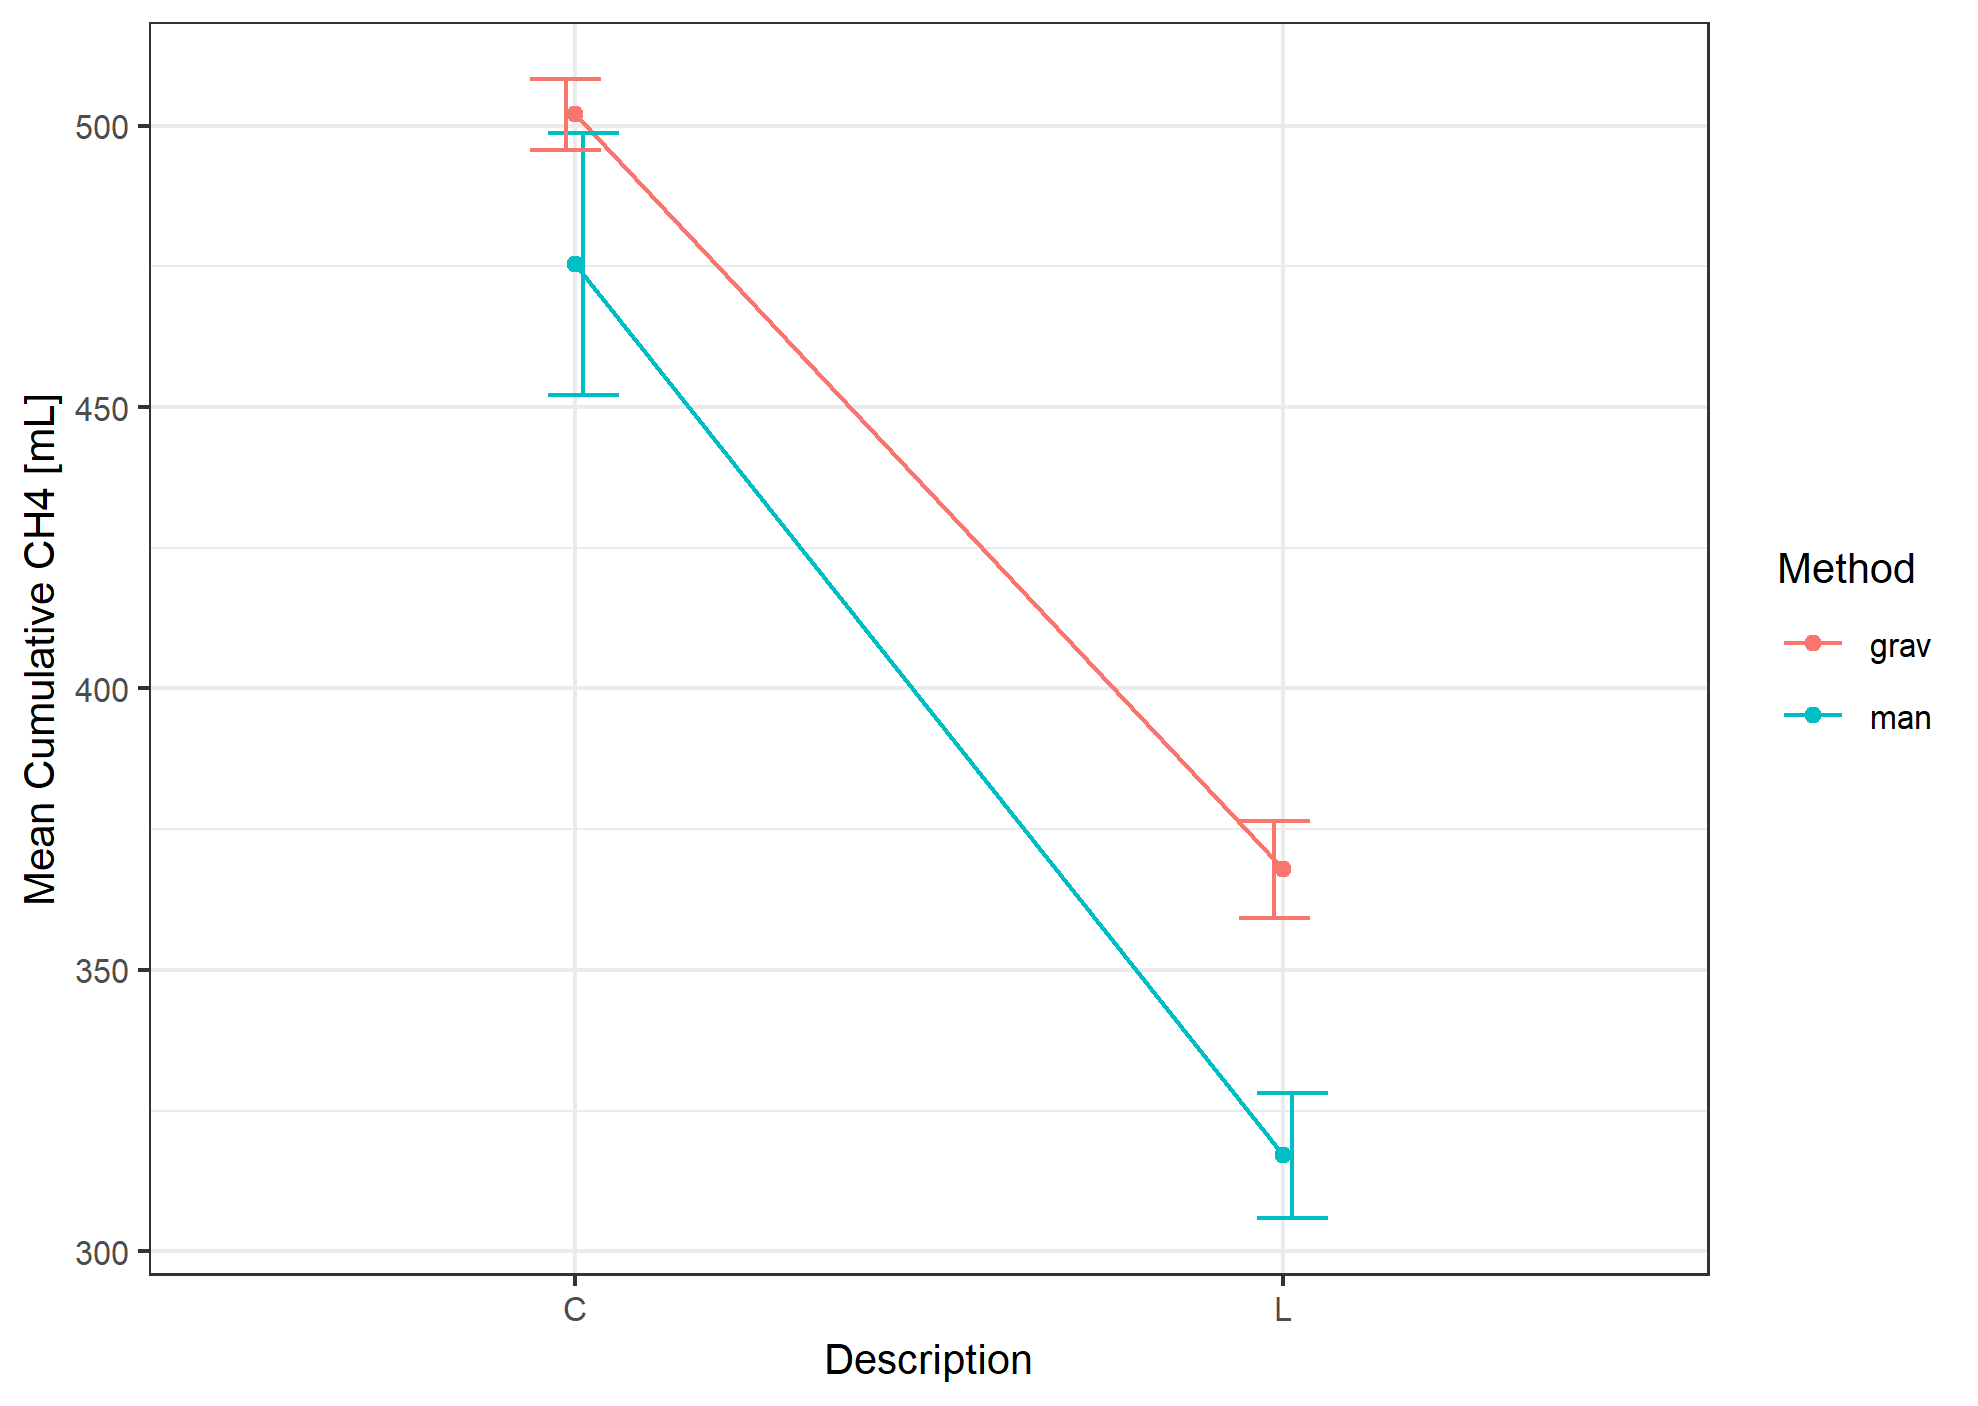 Mean Cumulative CH4 [mL]
500
450
400
350
300
C
L
Description
Method
grav
man